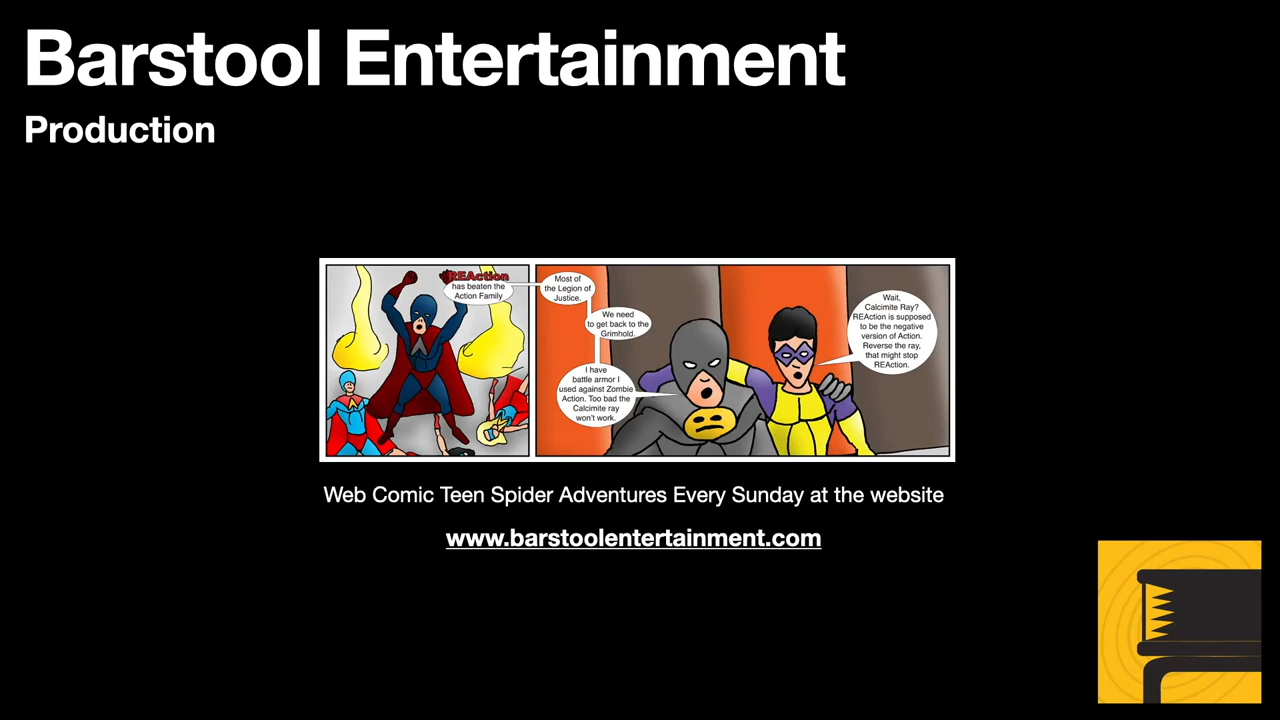 Barstool Entertainment
Production
REAction
has beaten the
Action Family
Most of
the Legion of
Justice.
We need
to get back to the
Grimhold.
I have
battle armor I
used against Zombie
Action. Too bad the
Calcimite ray
won't work.
Wait,
Calcimite Ray?
REAction is supposed
to be the negative
version of Action.
Reverse the ray,
that might stop
REAction.
Web Comic Teen Spider Adventures Every Sunday at the website
www.barstoolentertainment.com